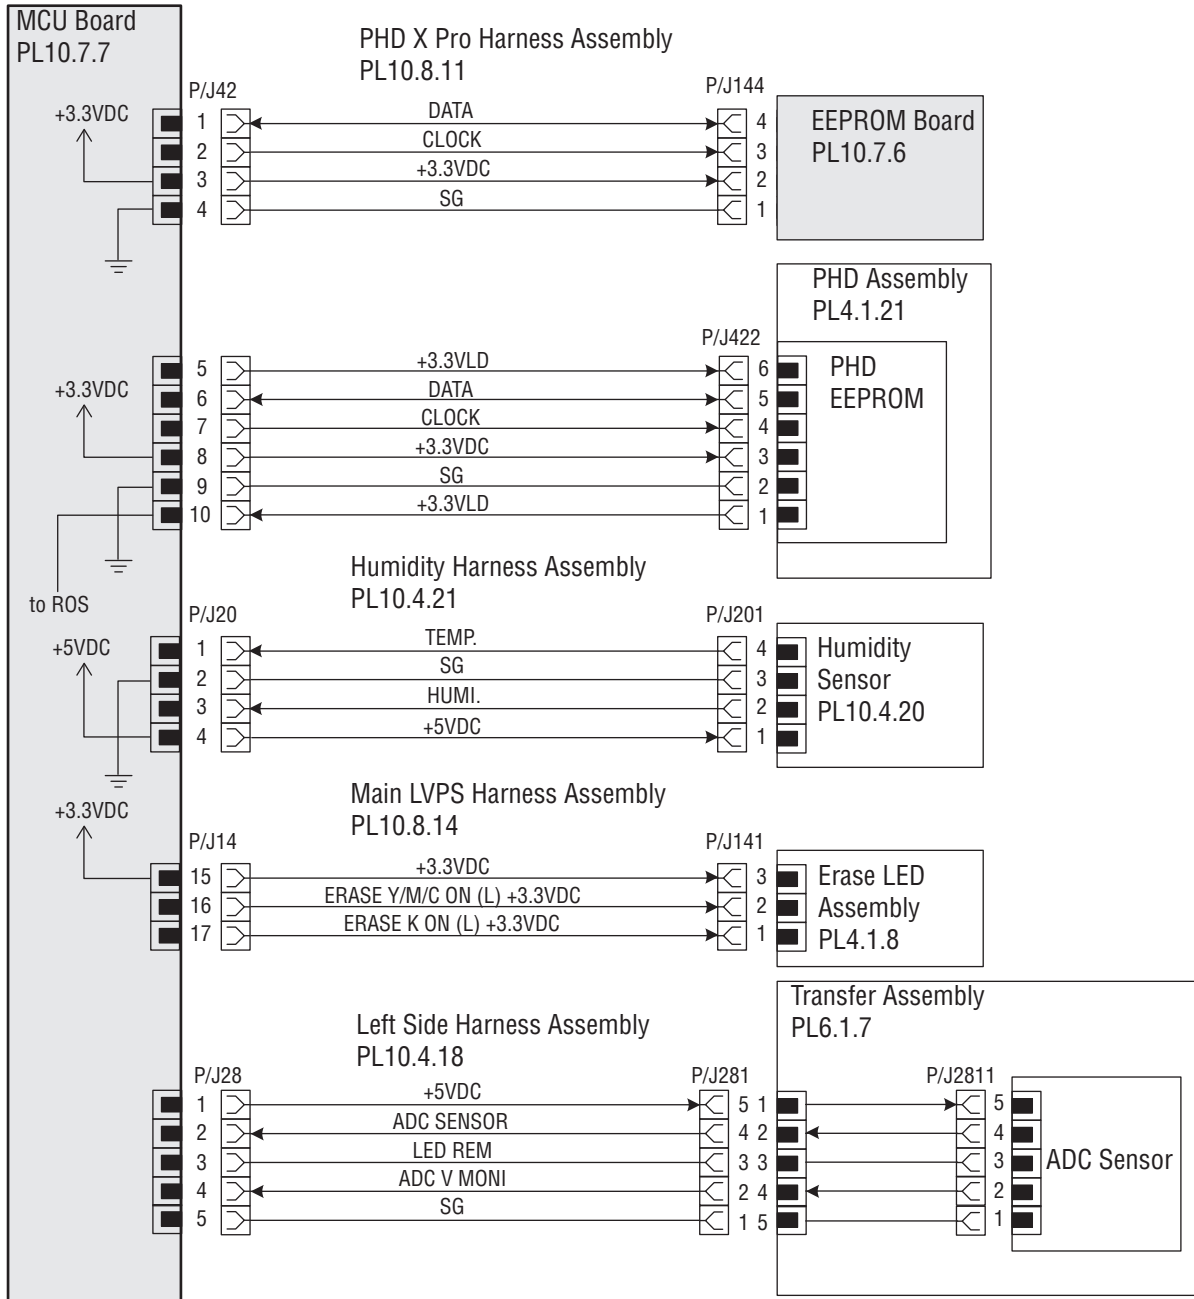 MCU Board
PL10.7.7
PHD X Pro Harness Assembly
PL10.8.11
P/J42
P/J144
+3.3VDC
1 DATA 4
2 CLOCK 3
3 +3.3VDC 2
4 SG 1
EEPROM Board
PL10.7.6
PHD Assembly
PL4.1.21
P/J422
+3.3VDC
5 +3.3VLD 6
6 DATA 5
7 CLOCK 4
8 +3.3VDC 3
9 SG 2
10 +3.3VLD 1
PHD
EEPROM
to ROS
Humidity Harness Assembly
PL10.4.21
P/J20
P/J201
+5VDC
1 TEMP. 4
2 SG 3
3 HUMI. 2
4 +5VDC 1
Humidity
Sensor
PL10.4.20
Main LVPS Harness Assembly
PL10.8.14
+3.3VDC
P/J14
P/J141
15 +3.3VDC 3
16 ERASE Y/M/C ON (L) +3.3VDC 2
17 ERASE K ON (L) +3.3VDC 1
Erase LED
Assembly
PL4.1.8
Transfer Assembly
PL6.1.7
Left Side Harness Assembly
PL10.4.18
P/J28
P/J281
P/J2811
1 +5VDC 5 1 5
2 ADC SENSOR 4 2 4
3 LED REM 3 3 3
4 ADC V MONI 2 4 2
5 SG 1 5 1
ADC Sensor